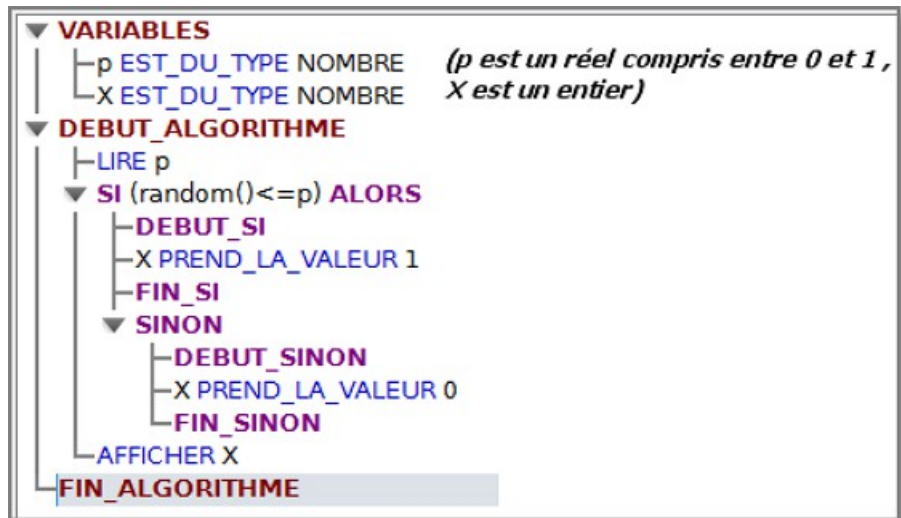 VARIABLES
p EST_DU_TYPE NOMBRE (p est un réel compris entre 0 et 1 ,
X EST_DU_TYPE NOMBRE X est un entier)
DEBUT_ALGORITHME
LIRE p
SI (random()<=p) ALORS
DEBUT_SI
X PREND_LA_VALEUR 1
FIN_SI
SINON
DEBUT_SINON
X PREND_LA_VALEUR 0
FIN_SINON
AFFICHER X
FIN_ALGORITHME